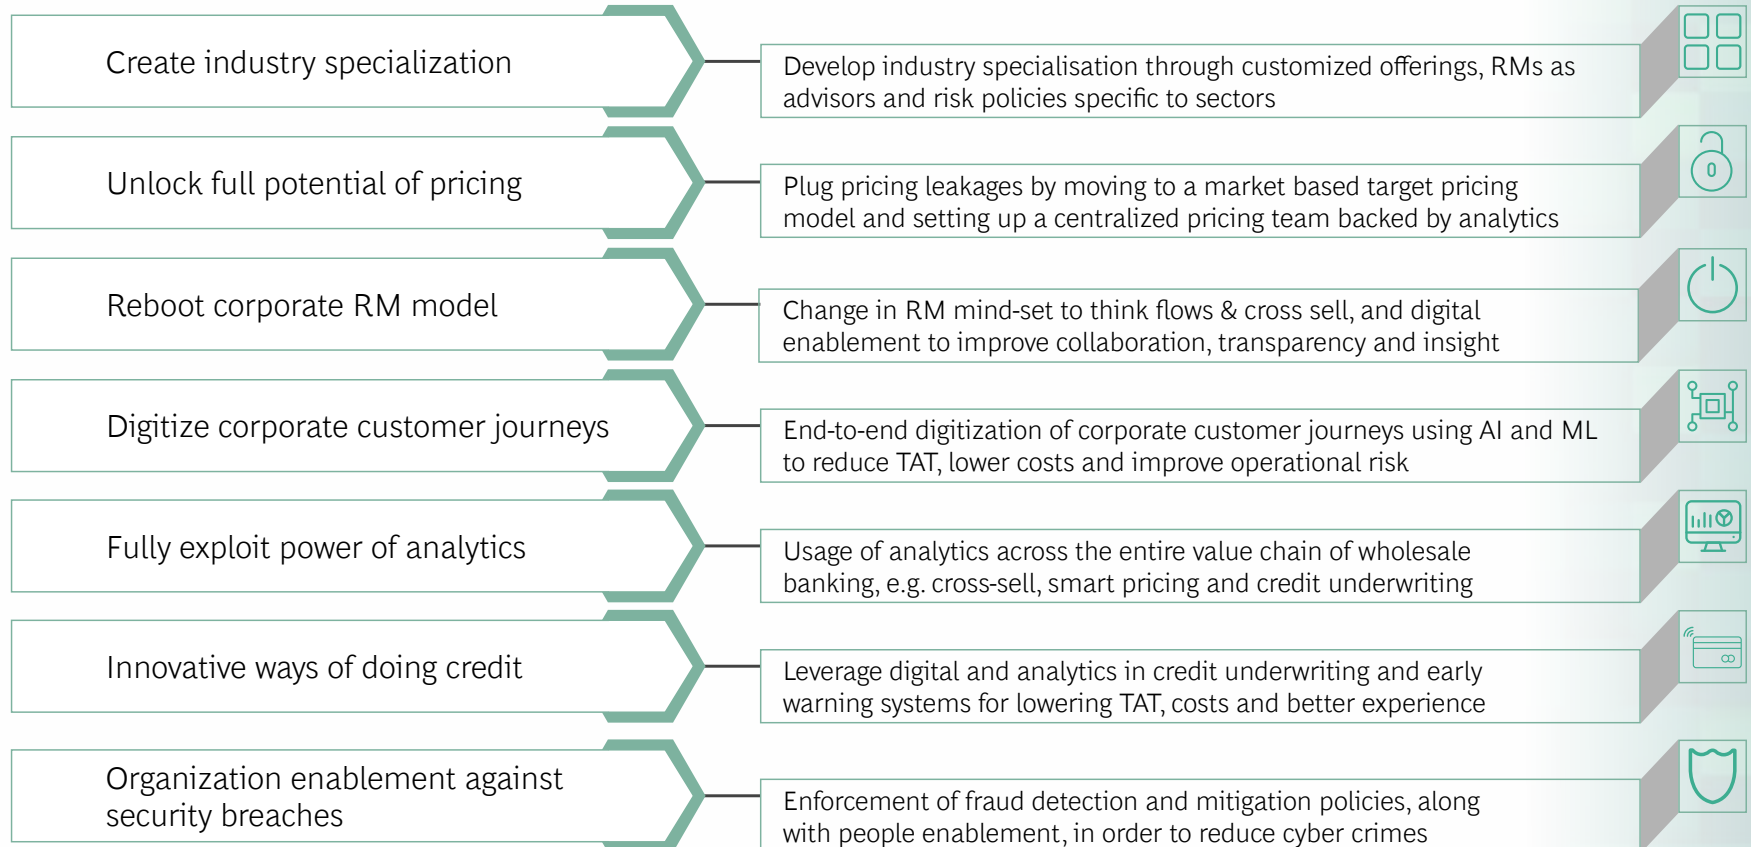 Create industry specialization
Develop industry specialisation through customized offerings, RMs as
advisors and risk policies specific to sectors
Unlock full potential of pricing
Plug pricing leakages by moving to a market based target pricing
model and setting up a centralized pricing team backed by analytics
Reboot corporate RM model
Change in RM mind-set to think flows & cross sell, and digital
enablement to improve collaboration, transparency and insight
Digitize corporate customer journeys
End-to-end digitization of corporate customer journeys using AI and ML
to reduce TAT, lower costs and improve operational risk
Fully exploit power of analytics
Usage of analytics across the entire value chain of wholesale
banking, e.g. cross-sell, smart pricing and credit underwriting
Innovative ways of doing credit
Leverage digital and analytics in credit underwriting and early
warning systems for lowering TAT, costs and better experience
Organization enablement against
security breaches
Enforcement of fraud detection and mitigation policies, along
with people enablement, in order to reduce cyber crimes